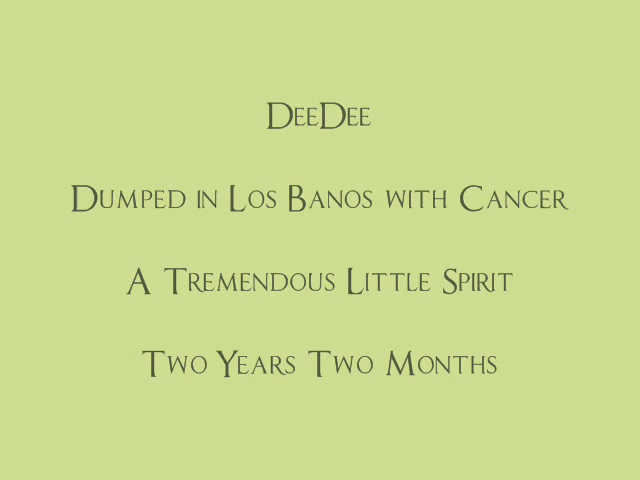 DeeDee
Dumped in Los Banos with Cancer
A Tremendous Little Spirit
Two Years Two Months